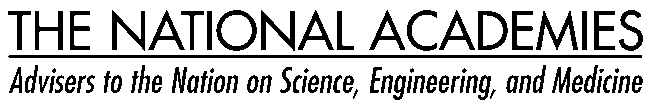 THE NATIONAL ACADEMIES
Advisers to the Nation on Science, Engineering, and Medicine